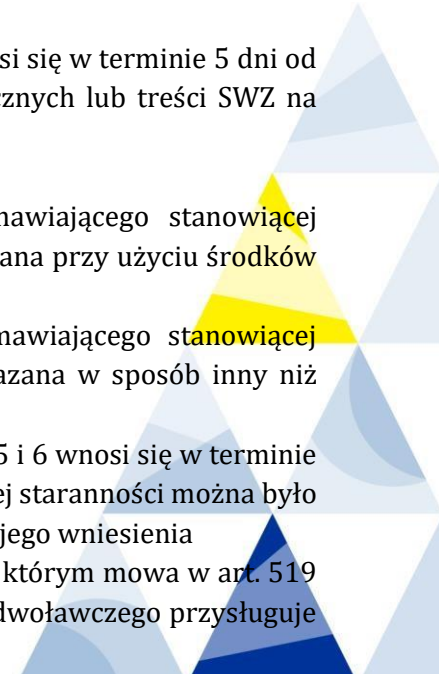 si się w terminie 5 dni od
cznych lub treści SWZ na
nawiającego stanowiącej
ana przy użyciu środków
nawiającego stanowiącej
azana w sposób inny niż
5 i 6 wnosi się w terminie
ej staranności można było
jego wniesienia
którym mowa w art. 519
dwoławczego przysługuje